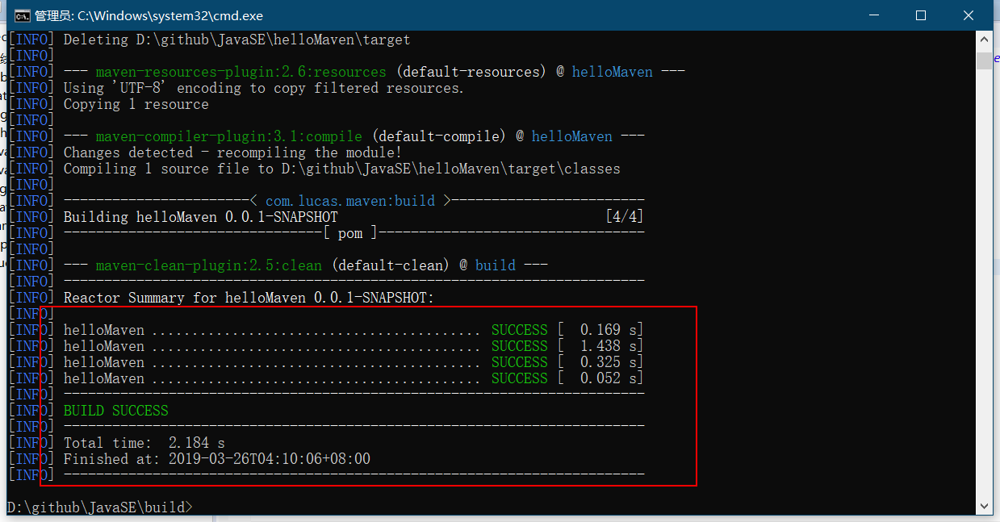 管理员: C:\Windows\system32\cmd.exe
[INFO] Deleting D:\github\JavaSE\helloMaven\target
[INFO]
[INFO] --- maven-resources-plugin:2.6:resources (default-resources) @ helloMaven ---
[INFO] Using 'UTF-8' encoding to copy filtered resources.
[INFO] Copying 1 resource
[INFO]
[INFO] --- maven-compiler-plugin:3.1:compile (default-compile) @ helloMaven ---
[INFO] Changes detected - recompiling the module!
[INFO] Compiling 1 source file to D:\github\JavaSE\helloMaven\target\classes
[INFO]
[INFO] -----------------------< com.lucas.maven:build >------------------------
[INFO] Building helloMaven 0.0.1-SNAPSHOT [4/4]
[INFO] --------------------------------[ pom ]---------------------------------
[INFO]
[INFO] --- maven-clean-plugin:2.5:clean (default-clean) @ build ---
[INFO] ------------------------------------------------------------------------
[INFO] Reactor Summary for helloMaven 0.0.1-SNAPSHOT:
[INFO]
[INFO] helloMaven ......................................... SUCCESS [  0.169 s]
[INFO] helloMaven ......................................... SUCCESS [  1.438 s]
[INFO] helloMaven ......................................... SUCCESS [  0.325 s]
[INFO] helloMaven ......................................... SUCCESS [  0.052 s]
[INFO] ------------------------------------------------------------------------
[INFO] BUILD SUCCESS
[INFO] ------------------------------------------------------------------------
[INFO] Total time:  2.184 s
[INFO] Finished at: 2019-03-26T04:10:06+08:00
[INFO] ------------------------------------------------------------------------
D:\github\JavaSE\build>